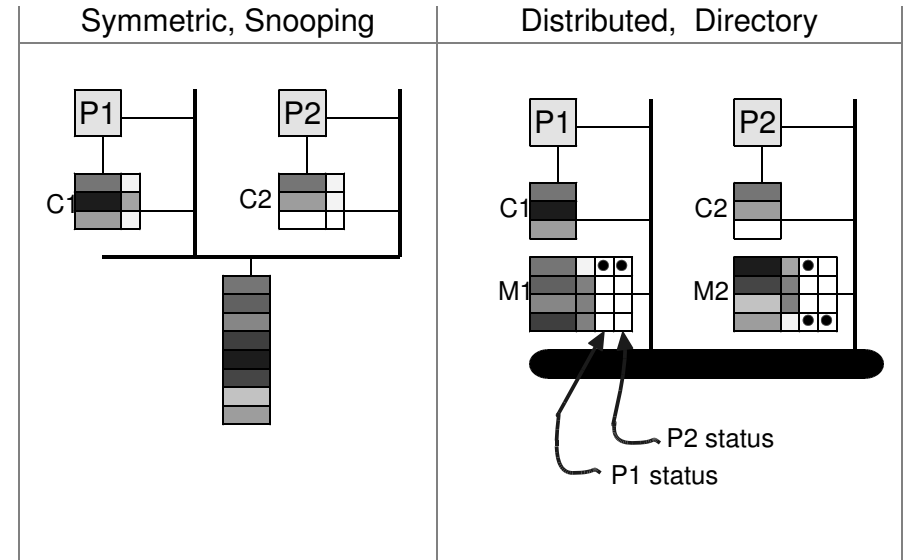 Symmetric, Snooping
P1
P2
C1
C2
Distributed, Directory
P1
P2
C1
C2
M1
M2
P2 status
P1 status